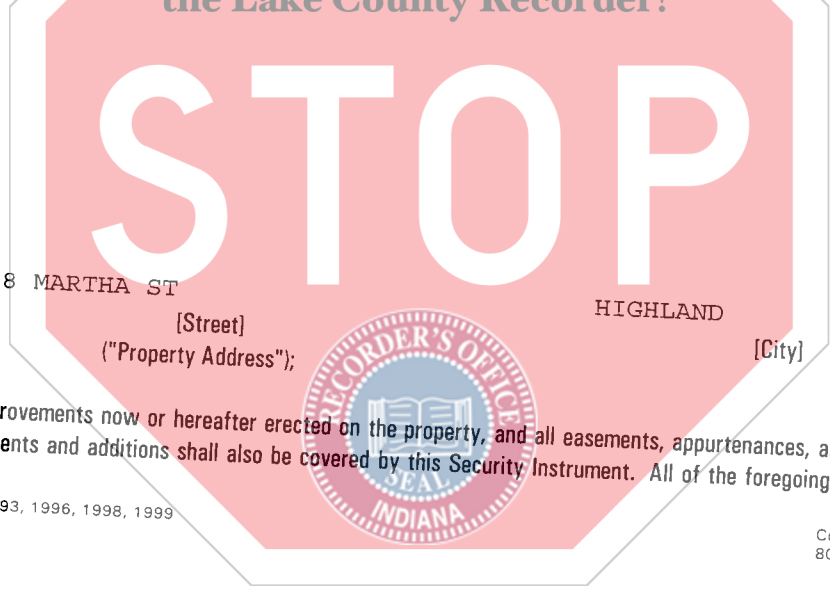 the Lake County Recorder!
STOP
8 MARTHA ST
HIGHLAND
[Street]
[City]
("Property Address");
RECORDER'S OFFICE
rovements now or hereafter erected on the property, and all easements, appurtenances, a
ents and additions shall also be covered by this Security Instrument. All of the foregoing
SEAL
INDIANA
93, 1996, 1998, 1999
80